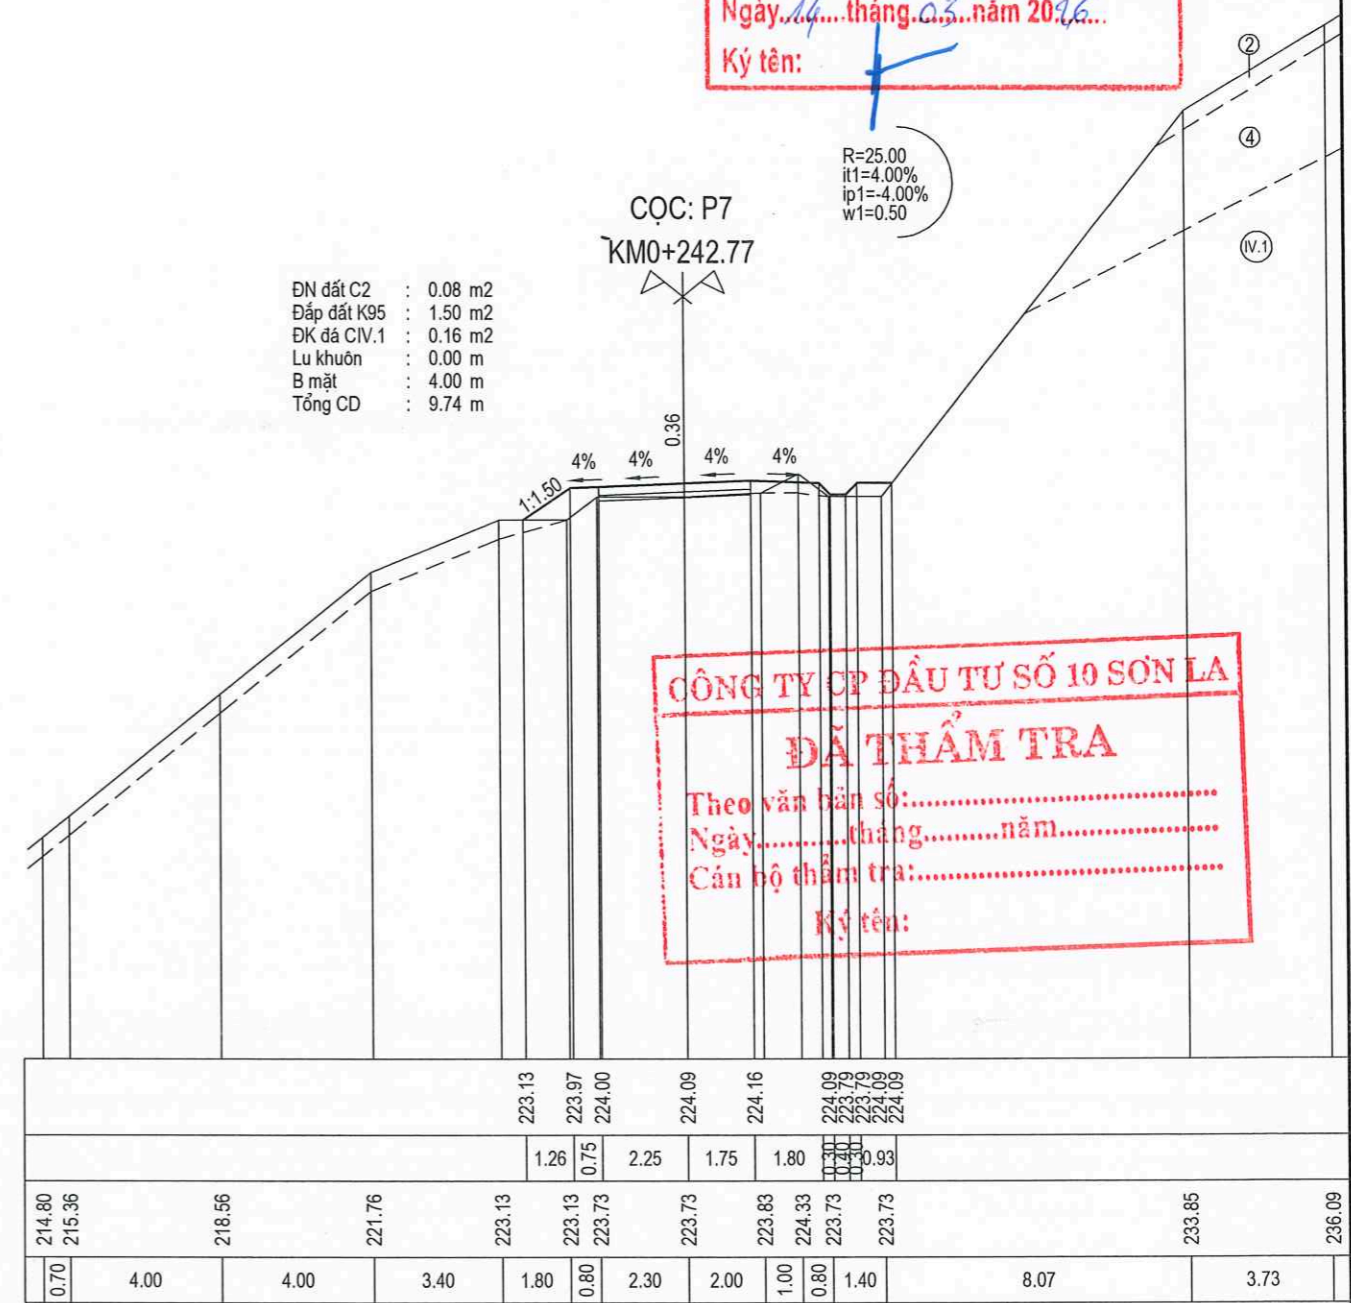 Ngày 14 tháng 03 năm 2026
Ký tên:
2
4
IV.1
R=25.00
it1=4.00%
ip1=-4.00%
w1=0.50
CỌC: P7
KM0+242.77
ĐN đất C2 : 0.08 m2
Đắp đất K95 : 1.50 m2
ĐK đá CIV.1 : 0.16 m2
Lu khuôn : 0.00 m
B mặt : 4.00 m
Tổng CD : 9.74 m
0.36
4% 4% 4% 4%
1:1.50
CÔNG TY CP ĐẦU TƯ SỐ 10 SƠN LA
ĐÃ THẨM TRA
Theo văn bản số:
Ngày.........tháng.........năm
Cán bộ thẩm tra:
Ký tên:
223.13 223.97 224.00 224.09 224.16 224.09 223.79 223.79 224.09 224.09
1.26 0.75 2.25 1.75 1.80 0.30 0.40 0.30 0.93
214.80 215.36 218.56 221.76 223.13 223.13 223.73 223.73 223.83 224.33 223.73 223.73 233.85 236.09
0.70 4.00 4.00 3.40 1.80 0.80 2.30 2.00 1.00 0.80 1.40 8.07 3.73